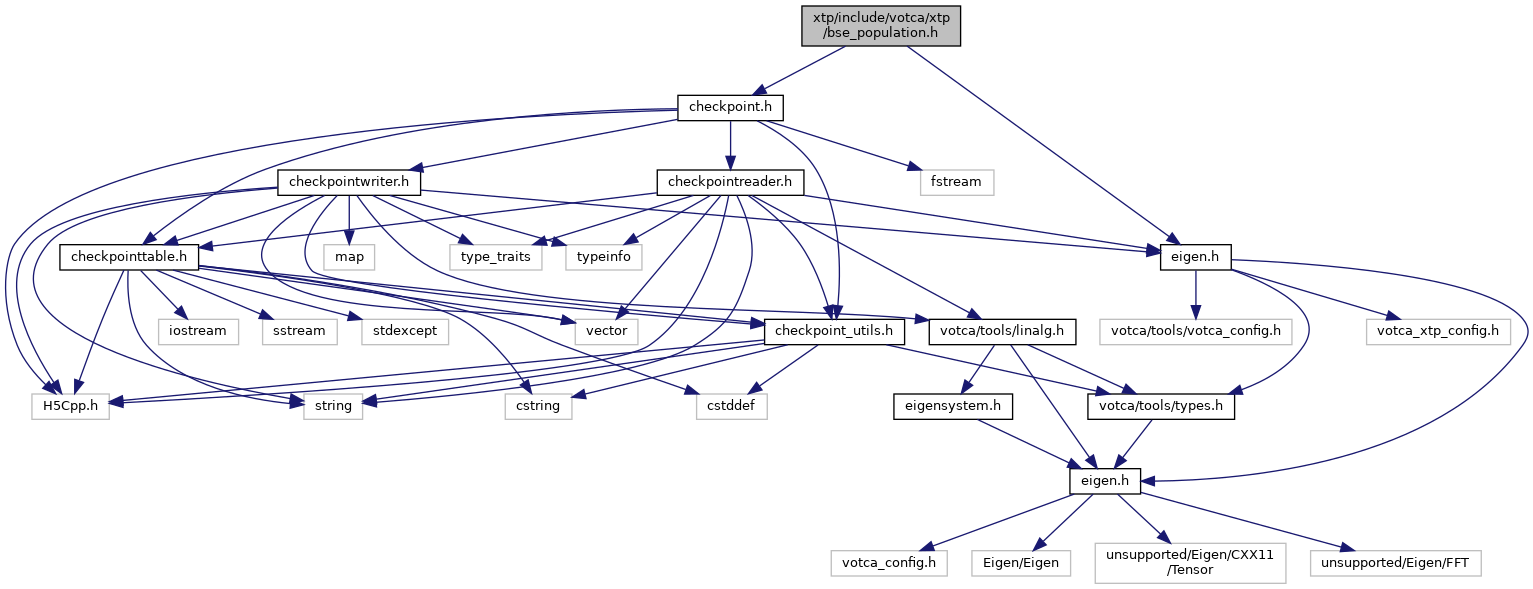 xtp/include/votca/xtp
/bse_population.h
checkpoint.h
checkpointwriter.h
checkpointreader.h
fstream
checkpointtable.h
map
type_traits
typeinfo
eigen.h
iostream
sstream
stdexcept
vector
checkpoint_utils.h
votca/tools/linalg.h
votca/tools/votca_config.h
votca_xtp_config.h
H5Cpp.h
string
cstring
cstddef
eigensystem.h
votca/tools/types.h
eigen.h
votca_config.h
Eigen/Eigen
unsupported/Eigen/CXX11
/Tensor
unsupported/Eigen/FFT